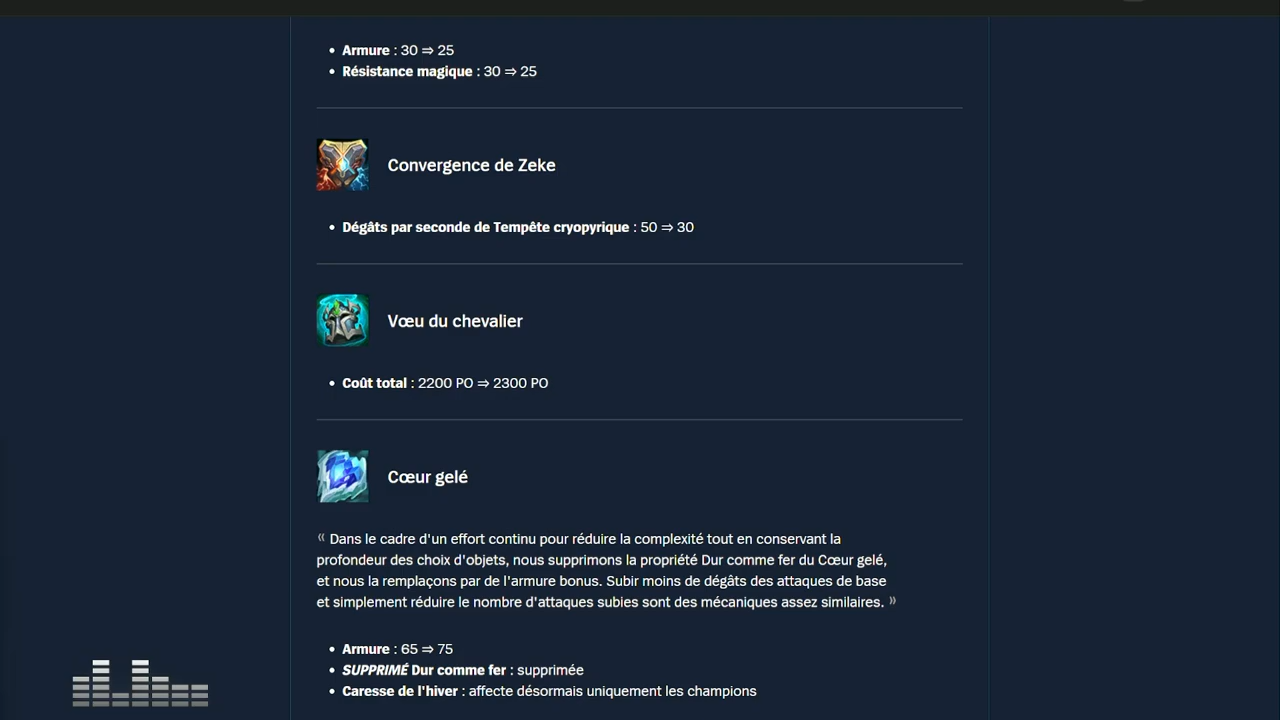 • Armure : 30 ⇒ 25
• Résistance magique : 30 ⇒ 25
Convergence de Zeke
• Dégâts par seconde de Tempête cryopyrique : 50 ⇒ 30
Vœu du chevalier
• Coût total : 2200 PO ⇒ 2300 PO
Cœur gelé
« Dans le cadre d'un effort continu pour réduire la complexité tout en conservant la
profondeur des choix d'objets, nous supprimons la propriété Dur comme fer du Cœur gelé,
et nous la remplaçons par de l'armure bonus. Subir moins de dégâts des attaques de base
et simplement réduire le nombre d'attaques subies sont des mécaniques assez similaires. »
• Armure : 65 ⇒ 75
• SUPPRIMÉ Dur comme fer : supprimée
• Caresse de l'hiver : affecte désormais uniquement les champions